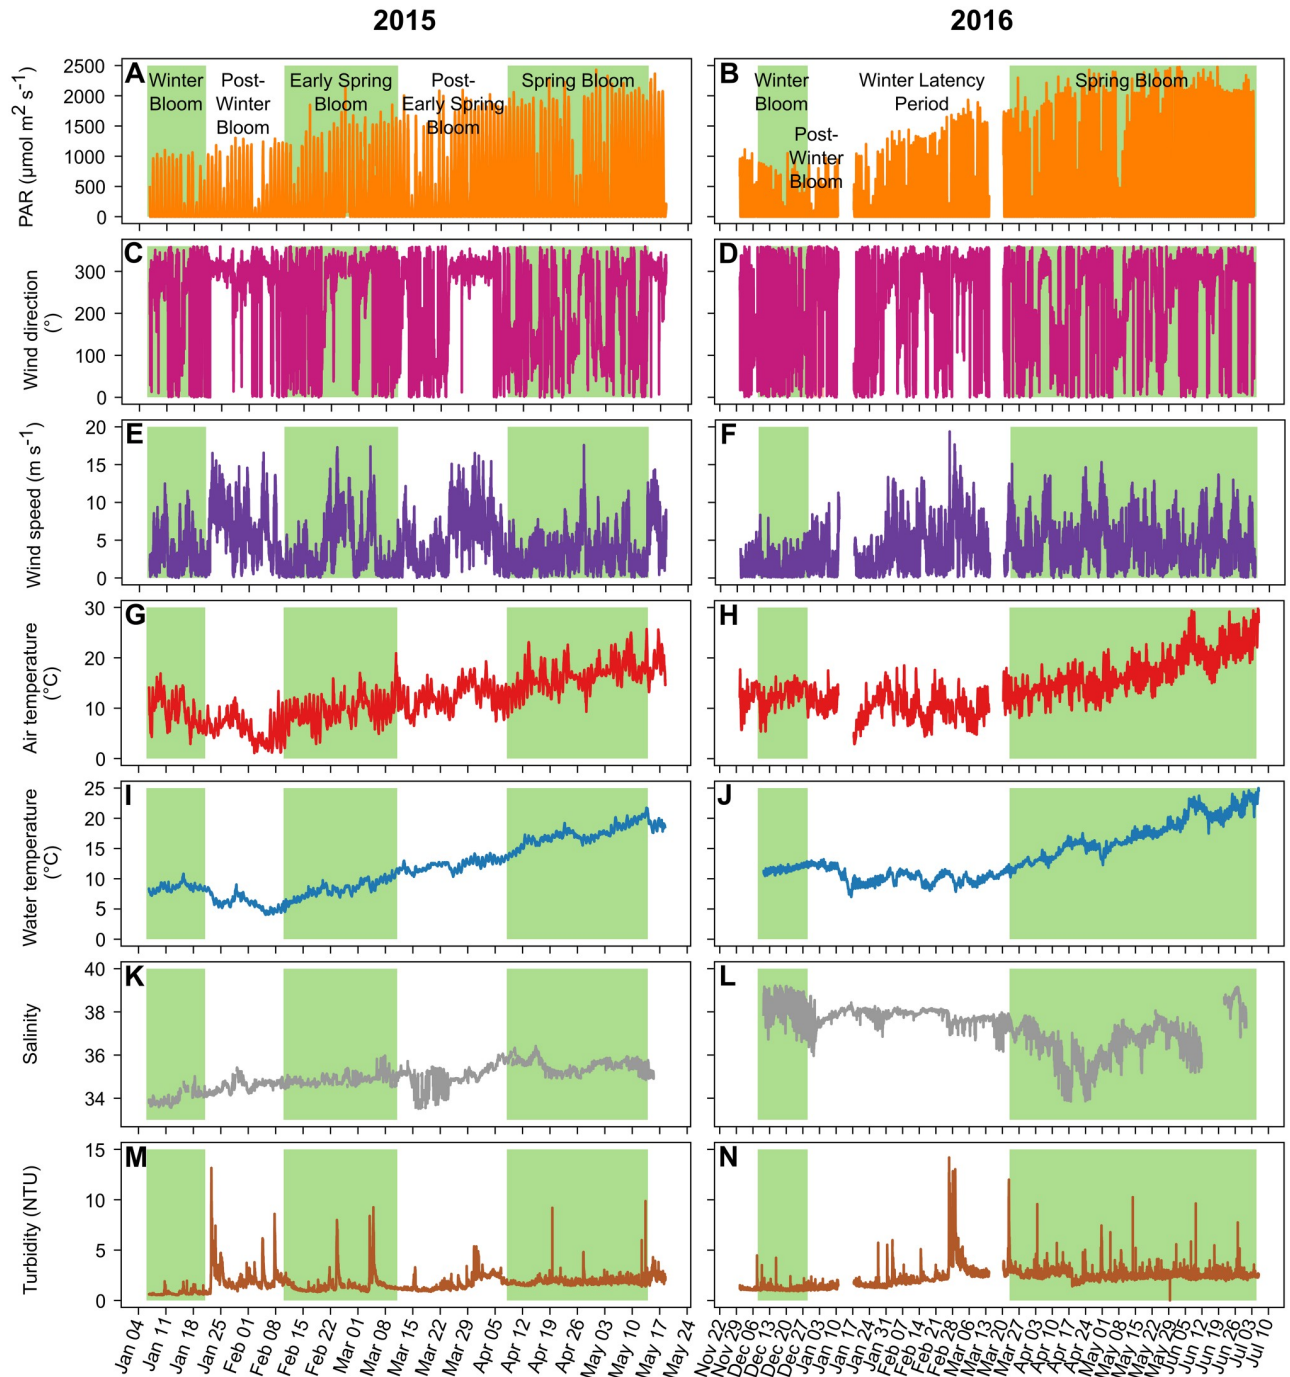 2015
2016
A
Winter
Bloom
Post-
Winter
Bloom
Early Spring
Bloom
Post-
Early Spring
Bloom
Spring Bloom
B
Winter
Bloom
Post-
Winter
Bloom
Winter Latency
Period
Spring Bloom
PAR (µmol m² s⁻¹)
2500
2000
1500
1000
500
0
C
D
Wind direction
(°)
300
200
100
0
E
F
Wind speed (m s⁻¹)
20
15
10
5
0
G
H
Air temperature
(°C)
30
20
10
0
I
J
Water temperature
(°C)
25
20
15
10
5
0
K
L
Salinity
40
38
36
34
M
N
Turbidity (NTU)
15
10
5
0
Jan 04
Jan 11
Jan 18
Jan 25
Feb 01
Feb 08
Feb 15
Feb 22
Mar 01
Mar 08
Mar 15
Mar 22
Mar 29
Apr 05
Apr 12
Apr 19
Apr 26
May 03
May 10
May 17
May 24
Nov 22
Nov 29
Dec 06
Dec 13
Dec 20
Dec 27
Jan 03
Jan 10
Jan 17
Jan 24
Jan 31
Feb 07
Feb 14
Feb 21
Feb 28
Mar 06
Mar 13
Mar 20
Mar 27
Apr 03
Apr 10
Apr 17
Apr 24
May 01
May 08
May 15
May 22
May 29
Jun 05
Jun 12
Jun 19
Jun 26
Jul 03
Jul 10